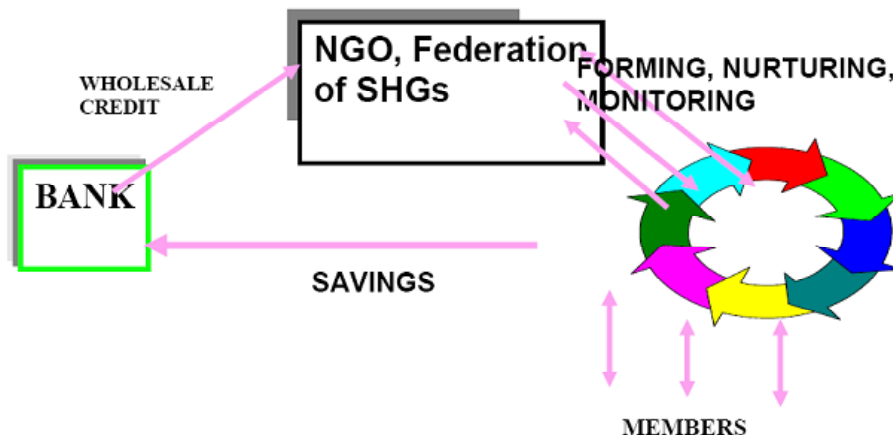 NGO, Federation
of SHGs
FORMING, NURTURING,
MONITORING
WHOLESALE
CREDIT
BANK
SAVINGS
MEMBERS